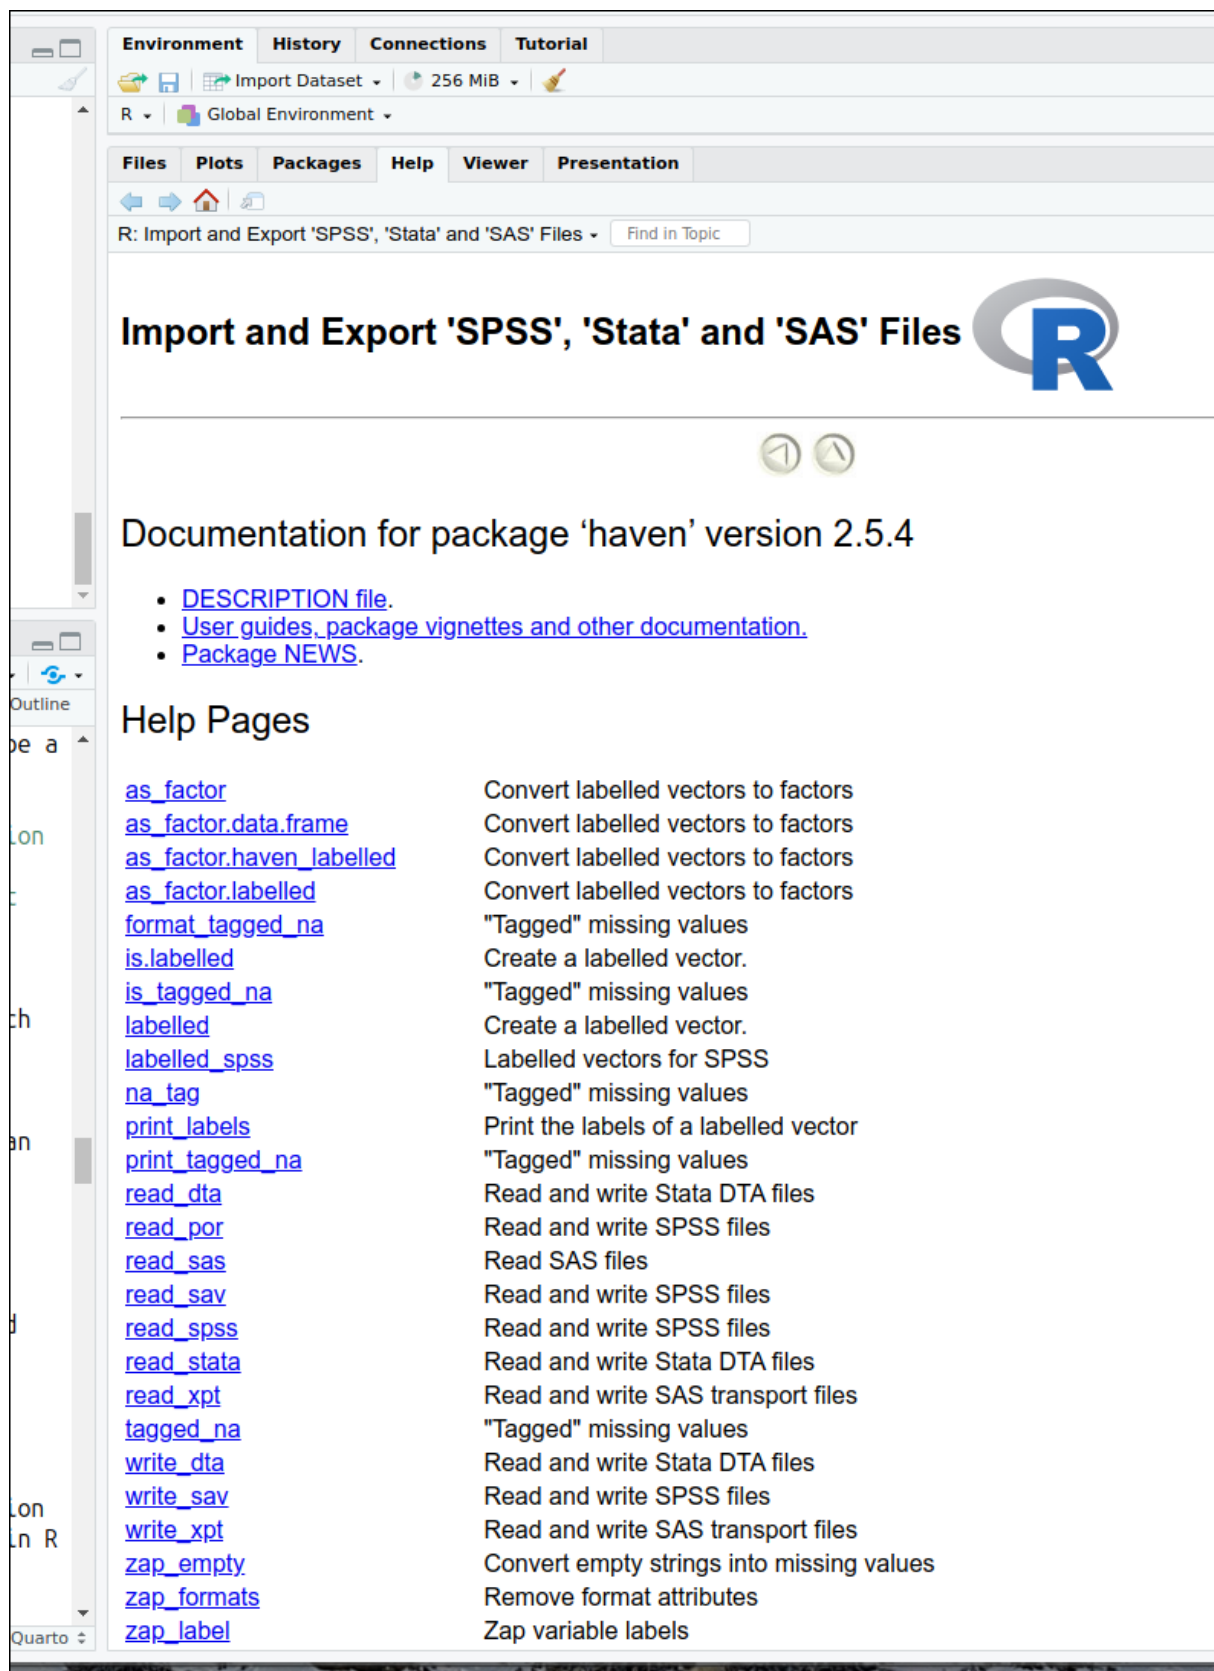 Environment History Connections Tutorial
Import Dataset 256 MiB
R Global Environment
Files Plots Packages Help Viewer Presentation
R: Import and Export 'SPSS', 'Stata' and 'SAS' Files Find in Topic
Import and Export 'SPSS', 'Stata' and 'SAS' Files R
Documentation for package ‘haven’ version 2.5.4
• DESCRIPTION file.
• User guides, package vignettes and other documentation.
• Package NEWS.
Outline
Help Pages
as_factor Convert labelled vectors to factors
as_factor.data.frame Convert labelled vectors to factors
as_factor.haven_labelled Convert labelled vectors to factors
as_factor.labelled Convert labelled vectors to factors
format_tagged_na "Tagged" missing values
is.labelled Create a labelled vector.
is_tagged_na "Tagged" missing values
labelled Create a labelled vector.
labelled_spss Labelled vectors for SPSS
na_tag "Tagged" missing values
print_labels Print the labels of a labelled vector
print_tagged_na "Tagged" missing values
read_dta Read and write Stata DTA files
read_por Read and write SPSS files
read_sas Read SAS files
read_sav Read and write SPSS files
read_spss Read and write SPSS files
read_stata Read and write Stata DTA files
read_xpt Read and write SAS transport files
tagged_na "Tagged" missing values
write_dta Read and write Stata DTA files
write_sav Read and write SPSS files
write_xpt Read and write SAS transport files
zap_empty Convert empty strings into missing values
zap_formats Remove format attributes
zap_label Zap variable labels
Quarto